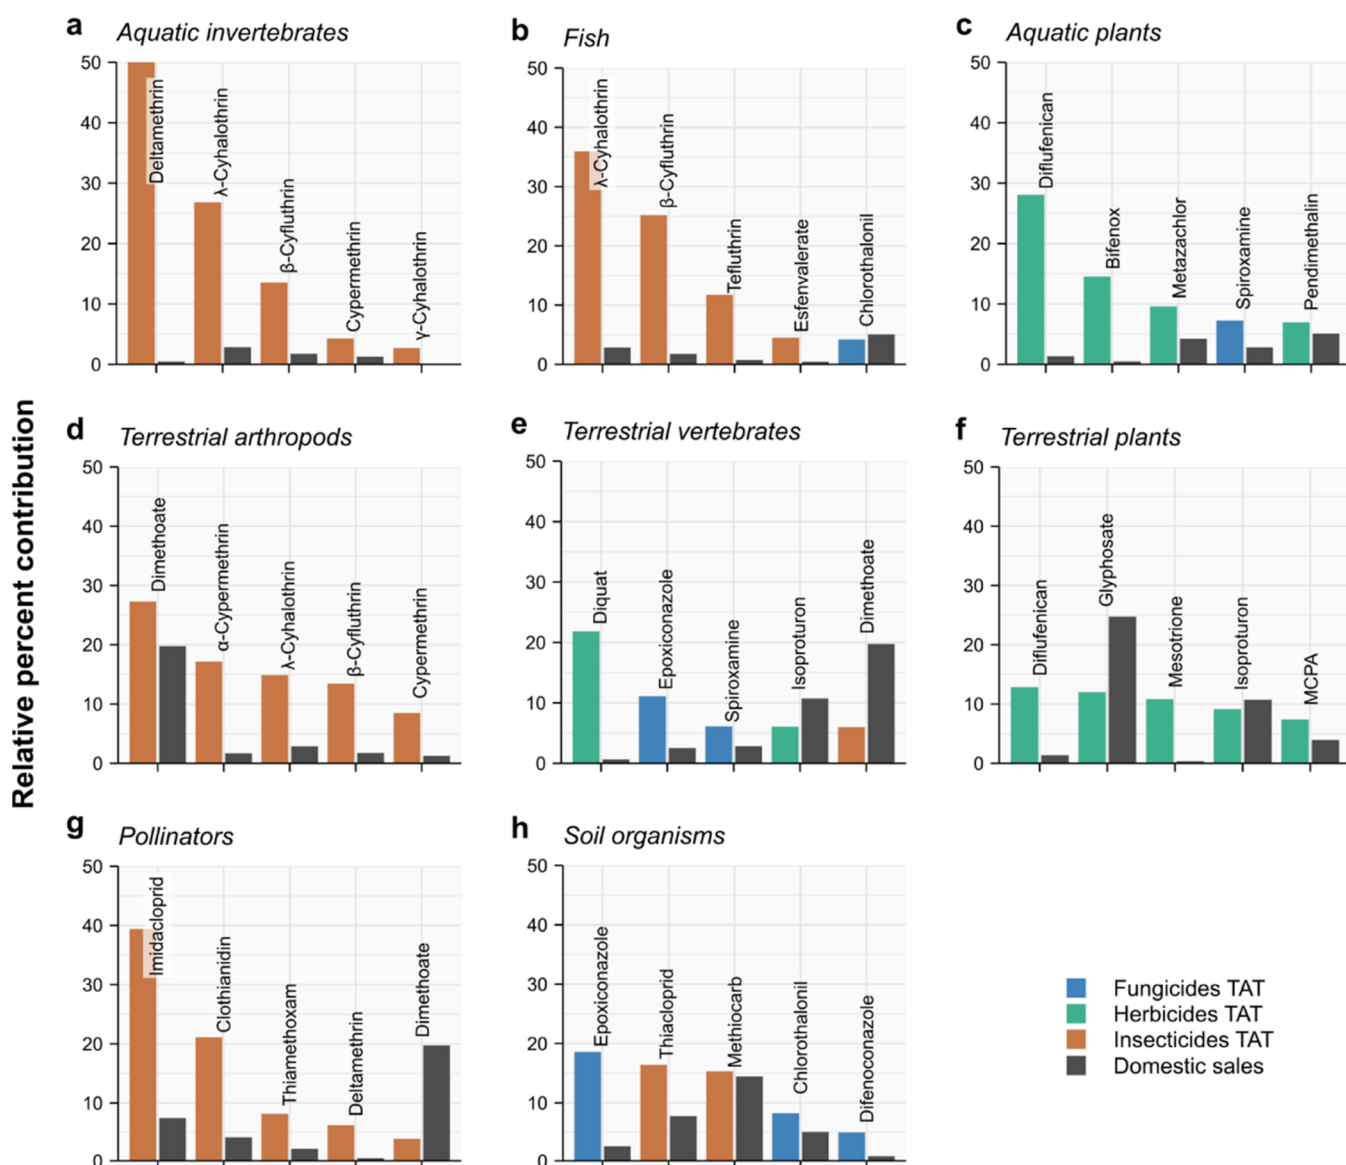 a Aquatic invertebrates
50
40
30
20
10
0
Deltamethrin
λ-Cyhalothrin
β-Cyfluthrin
Cypermethrin
γ-Cyhalothrin
b Fish
50
40
30
20
10
0
λ-Cyhalothrin
β-Cyfluthrin
Tefluthrin
Esfenvalerate
Chlorothalonil
c Aquatic plants
50
40
30
20
10
0
Diflufenican
Bifenox
Metazachlor
Spiroxamine
Pendimethalin
Relative percent contribution
d Terrestrial arthropods
50
40
30
20
10
0
Dimethoate
α-Cypermethrin
λ-Cyhalothrin
β-Cyfluthrin
Cypermethrin
e Terrestrial vertebrates
50
40
30
20
10
0
Diquat
Epoxiconazole
Spiroxamine
Isoproturon
Dimethoate
f Terrestrial plants
50
40
30
20
10
0
Diflufenican
Glyphosate
Mesotrione
Isoproturon
MCPA
g Pollinators
50
40
30
20
10
0
Imidacloprid
Clothianidin
Thiamethoxam
Deltamethrin
Dimethoate
h Soil organisms
50
40
30
20
10
0
Epoxiconazole
Thiacloprid
Methiocarb
Chlorothalonil
Difenoconazole
Fungicides TAT
Herbicides TAT
Insecticides TAT
Domestic sales